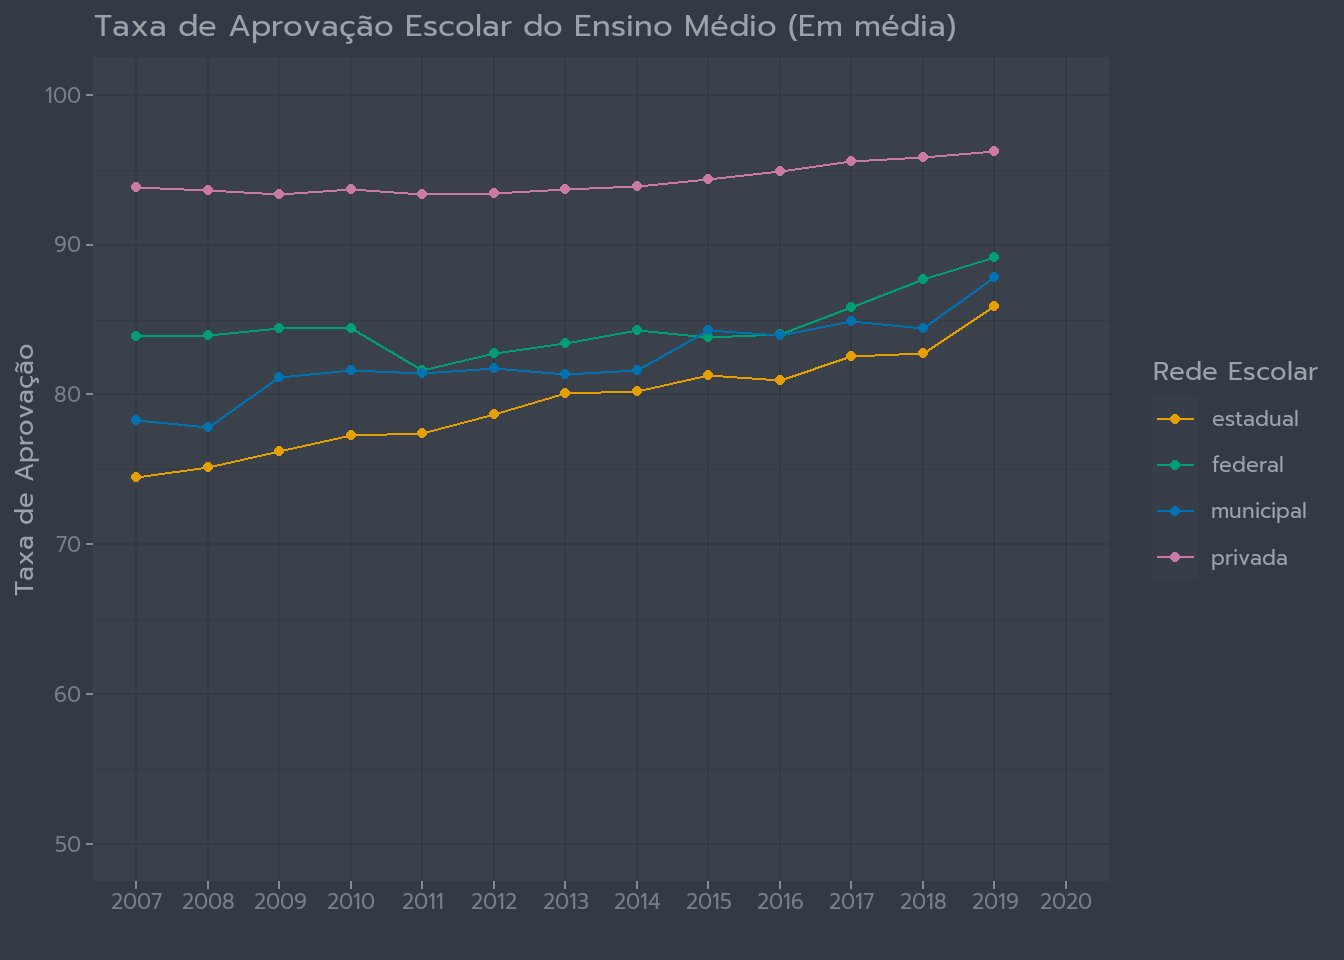 Taxa de Aprovação Escolar do Ensino Médio (Em média)
Taxa de Aprovação
100
90
80
70
60
50
2007 2008 2009 2010 2011 2012 2013 2014 2015 2016 2017 2018 2019 2020
Rede Escolar
estadual
federal
municipal
privada